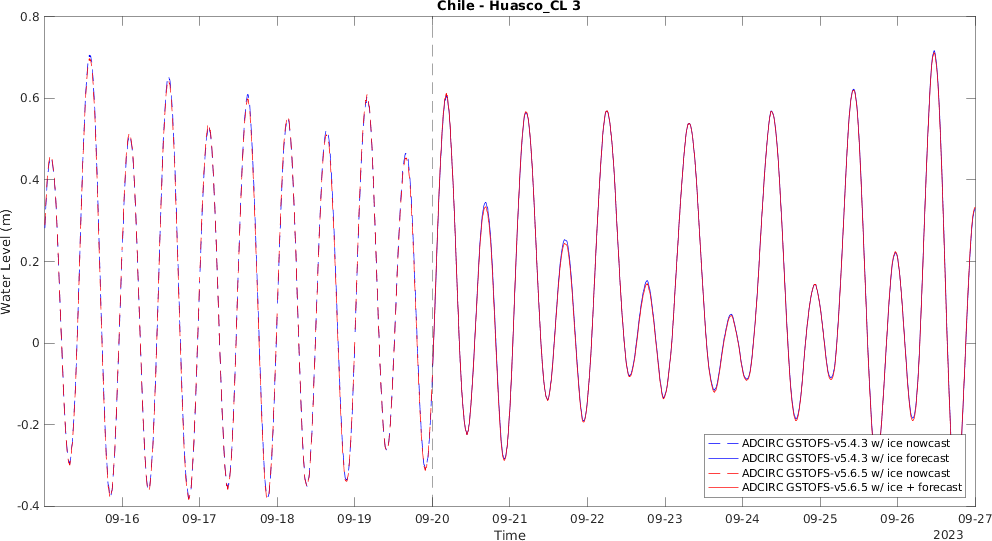 Chile - Huasco_CL 3
0.8
0.6
0.4
0.2
0
-0.2
-0.4
Water Level (m)
ADCIRC GSTOFS-v5.4.3 w/ ice nowcast
ADCIRC GSTOFS-v5.4.3 w/ ice forecast
ADCIRC GSTOFS-v5.6.5 w/ ice nowcast
ADCIRC GSTOFS-v5.6.5 w/ ice + forecast
09-16 09-17 09-18 09-19 09-20 09-21 09-22 09-23 09-24 09-25 09-26 09-27
Time
2023